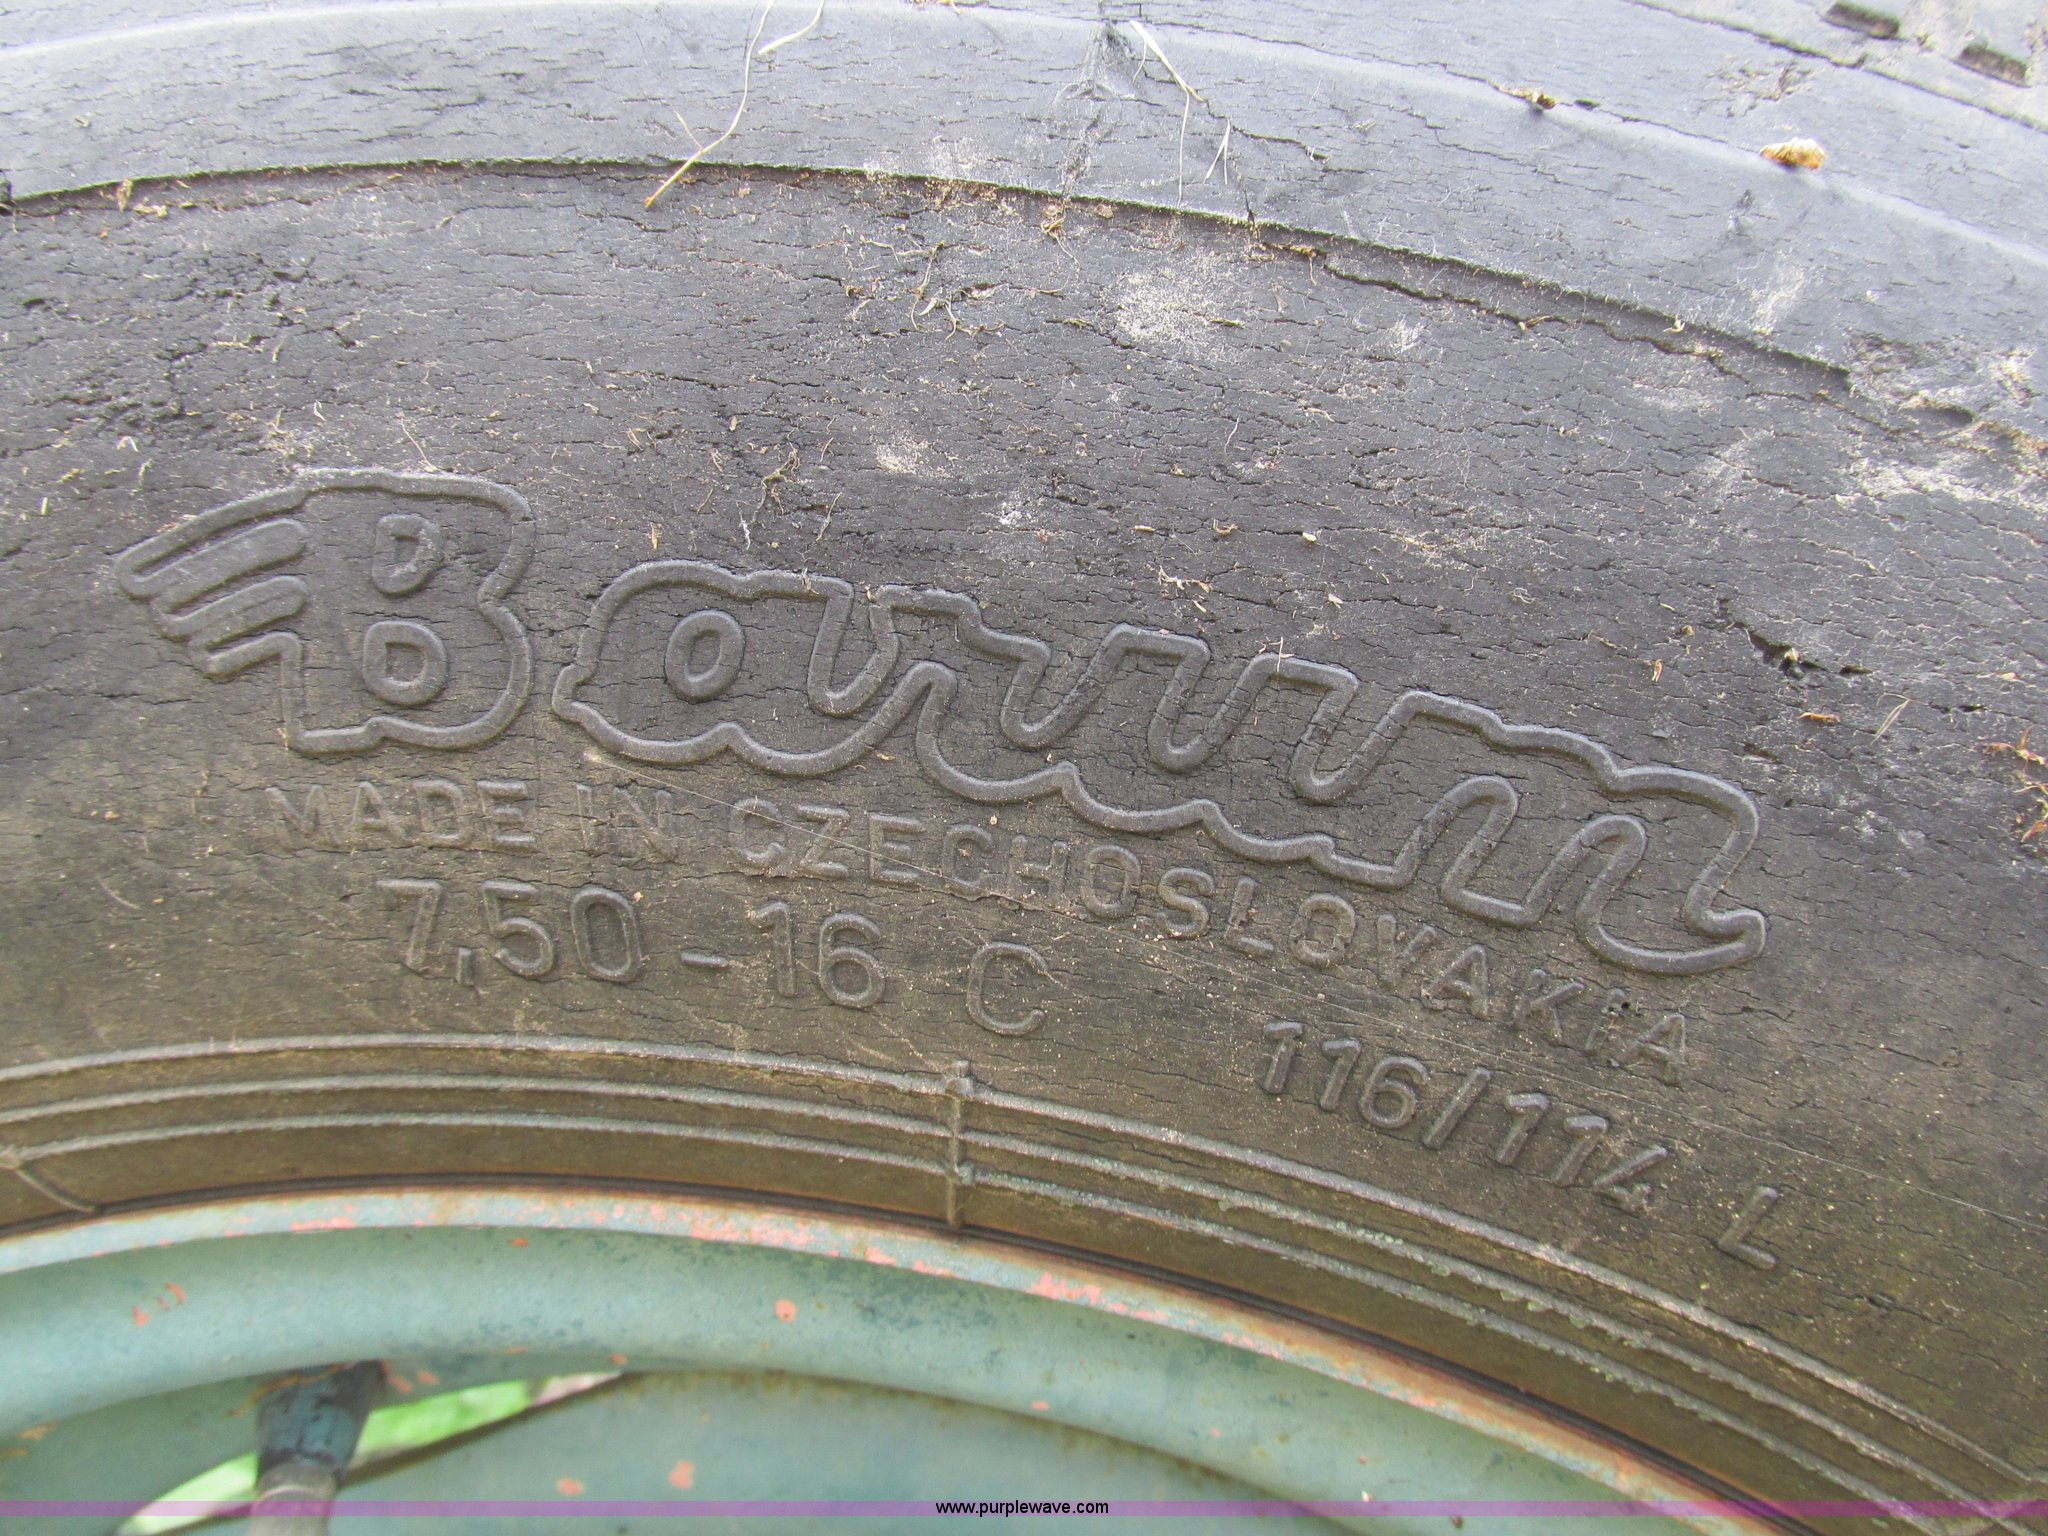 Barum
MADE IN CZECHOSLOVAKIA
7,50-16 C 116/114 L
www.purplewave.com